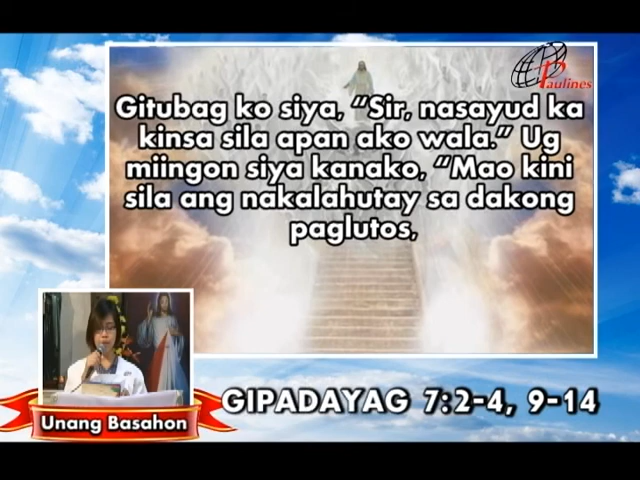 Paulines
Gitubag ko siya, “Sir, nasayud ka
kinsa sila apan ako wala.” Ug
miingon siya kanako, “Mao kini
sila ang nakalahutay sa dakong
paglutos,
GIPADAYAG 7:2-4, 9-14
Unang Basahon